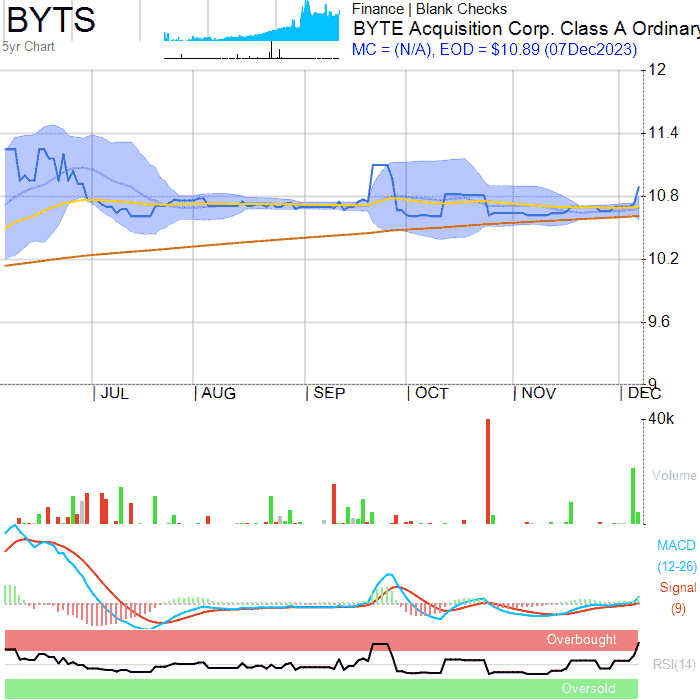 BYTS
5yr Chart
Finance | Blank Checks
BYTE Acquisition Corp. Class A Ordinary
MC = (N/A), EOD = $10.89 (07Dec2023)
12
11.4
10.8
10.2
9.6
9
JUL
AUG
SEP
OCT
NOV
DEC
40k
Volume
MACD
(12-26)
Signal
(9)
Overbought
RSI(14)
Oversold